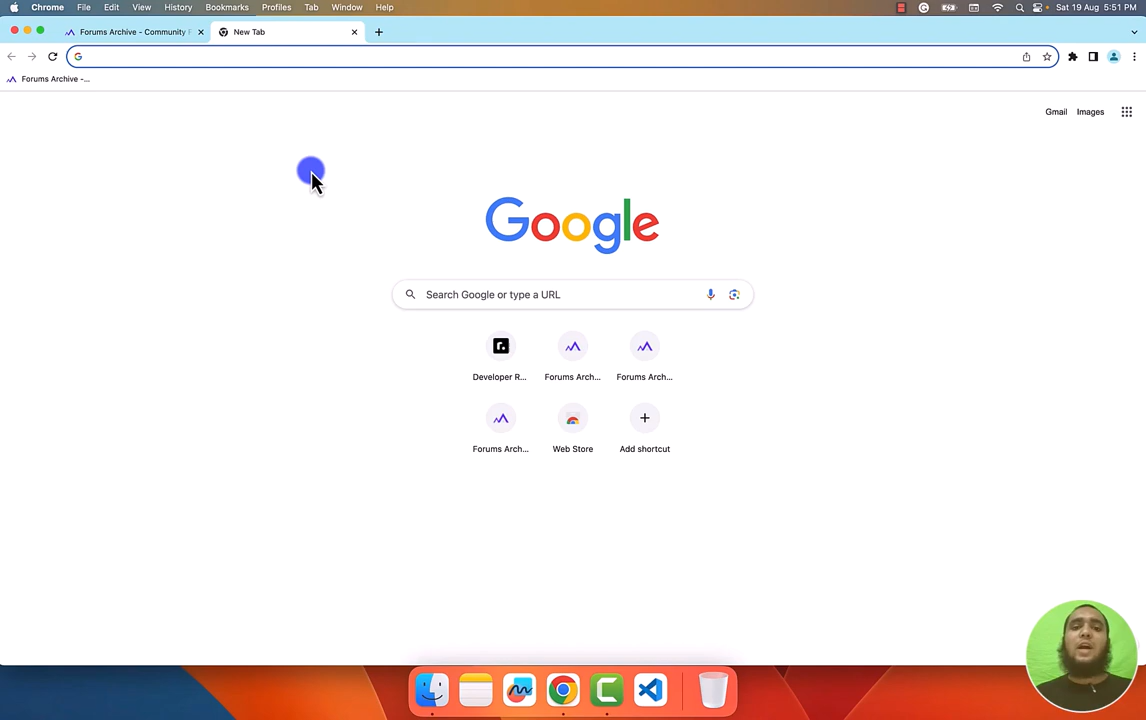 Chrome File Edit View History Bookmarks Profiles Tab Window Help Sat 19 Aug 5:51 PM
Forums Archive - Community F New Tab
Forums Archive -...
Gmail Images
Google
Search Google or type a URL
Developer R... Forums Arch... Forums Arch...
Forums Arch... Web Store Add shortcut